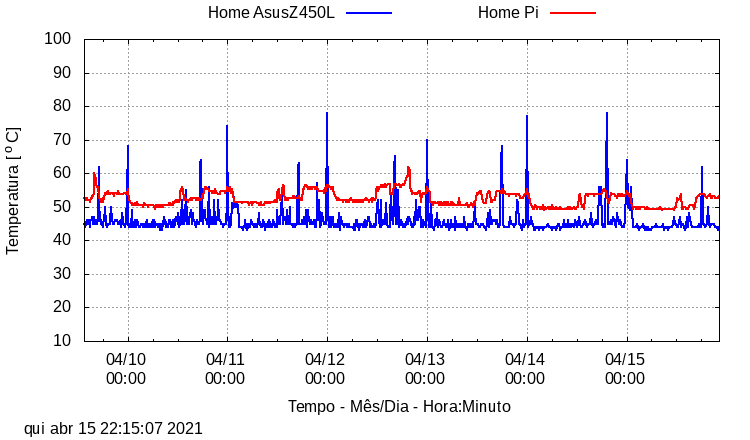 Home AsusZ450L Home Pi
100
90
80
70
60
50
40
30
20
10
Temperatura [ º C]
04/10 04/11 04/12 04/13 04/14 04/15
00:00 00:00 00:00 00:00 00:00 00:00
Tempo - Mês/Dia - Hora:Minuto
qui abr 15 22:15:07 2021